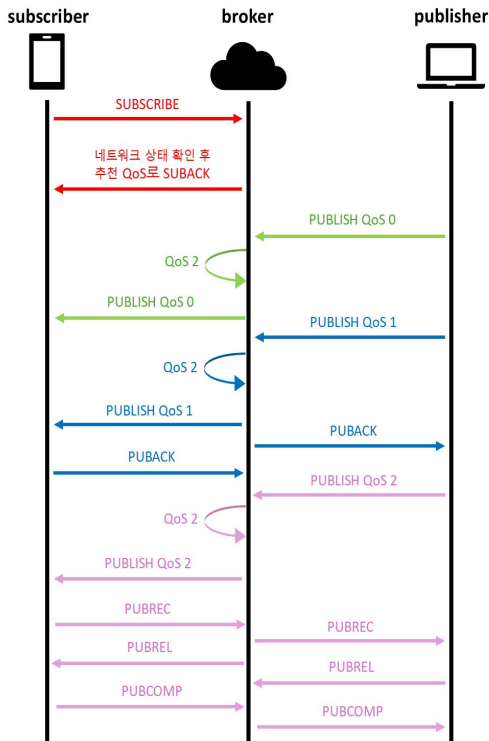 subscriber
broker
publisher
SUBSCRIBE
네트워크 상태 확인 후
추천 QoS로 SUBACK
PUBLISH QoS 0
QoS 2
PUBLISH QoS 0
PUBLISH QoS 1
QoS 2
PUBLISH QoS 1
PUBACK
PUBACK
PUBLISH QoS 2
QoS 2
PUBLISH QoS 2
PUBREC
PUBREC
PUBREL
PUBREL
PUBCOMP
PUBCOMP